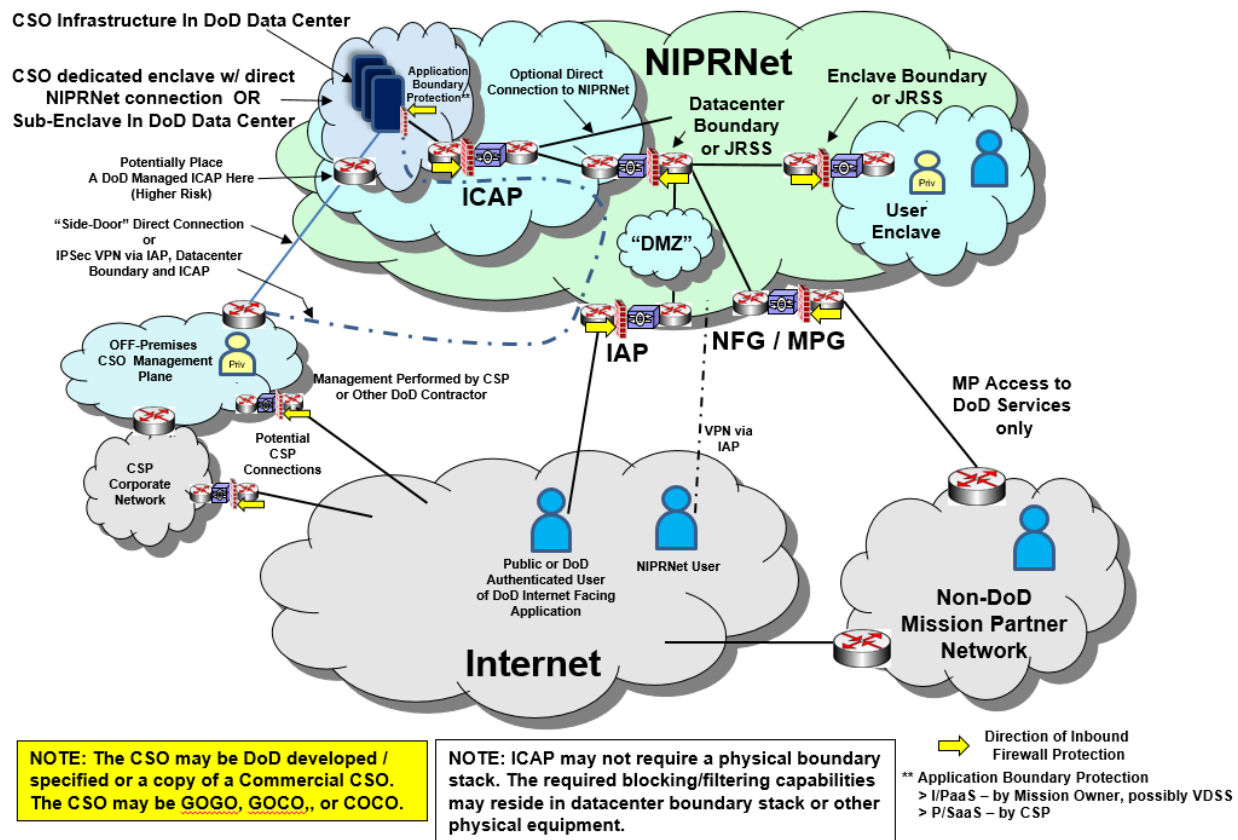 CSO Infrastructure In DoD Data Center
CSO dedicated enclave w/ direct
NIPRNet connection  OR
Sub-Enclave In DoD Data Center
Application
Boundary
Protection**
Optional Direct
Connection to NIPRNet
NIPRNet
Datacenter
Boundary
or JRSS
Enclave Boundary
or JRSS
Potentially Place
A DoD Managed ICAP Here
(Higher Risk)
ICAP
Priv
User
Enclave
“Side-Door” Direct Connection
or
IPSec VPN via IAP, Datacenter
Boundary and ICAP
“DMZ”
IAP
NFG / MPG
OFF-Premises
CSO  Management
Plane
Priv
Management Performed by CSP
or Other DoD Contractor
MP Access to
DoD Services
only
VPN via
IAP
Potential
CSP
Connections
CSP
Corporate
Network
Public or DoD
Authenticated User
of DoD Internet Facing
Application
NIPRNet User
Internet
Non-DoD
Mission Partner
Network
NOTE: The CSO may be DoD developed /
specified or a copy of a Commercial CSO.
The CSO may be GOGO, GOCO,, or COCO.
NOTE: ICAP may not require a physical boundary
stack. The required blocking/filtering capabilities
may reside in datacenter boundary stack or other
physical equipment.
Direction of Inbound
Firewall Protection
** Application Boundary Protection
> I/PaaS – by Mission Owner, possibly VDSS
> P/SaaS – by CSP